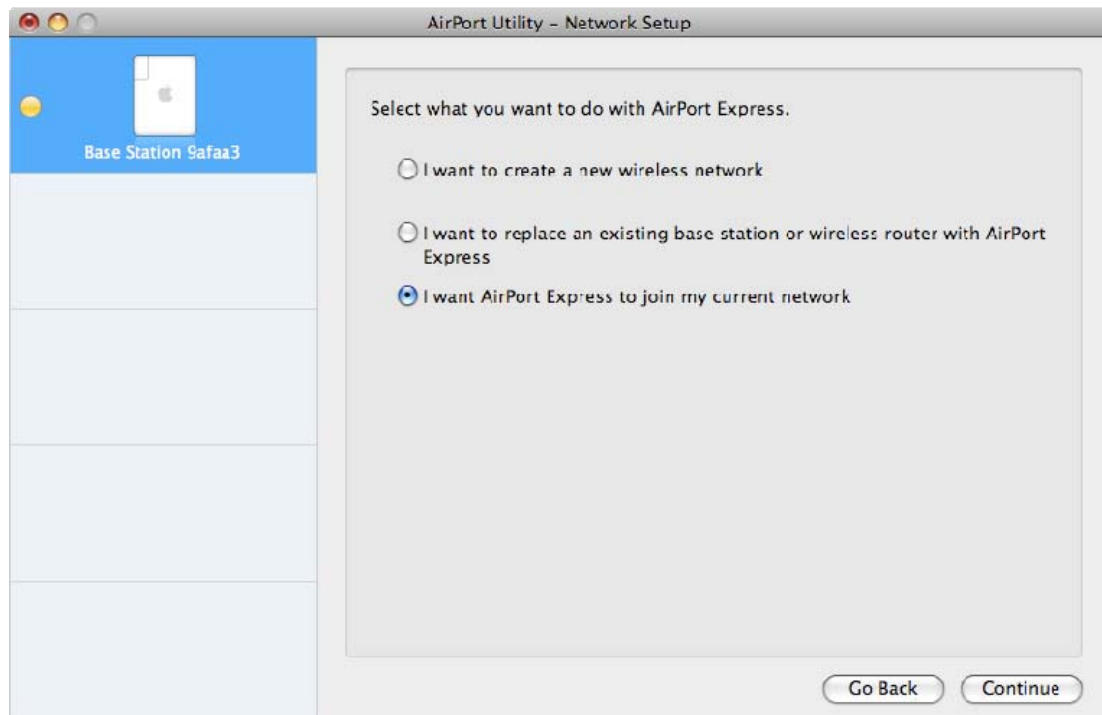 AirPort Utility – Network Setup
Base Station 9afaa3
Select what you want to do with AirPort Express.
I want to create a new wireless network
I want to replace an existing base station or wireless router with AirPort
Express
I want AirPort Express to join my current network
Go Back
Continue